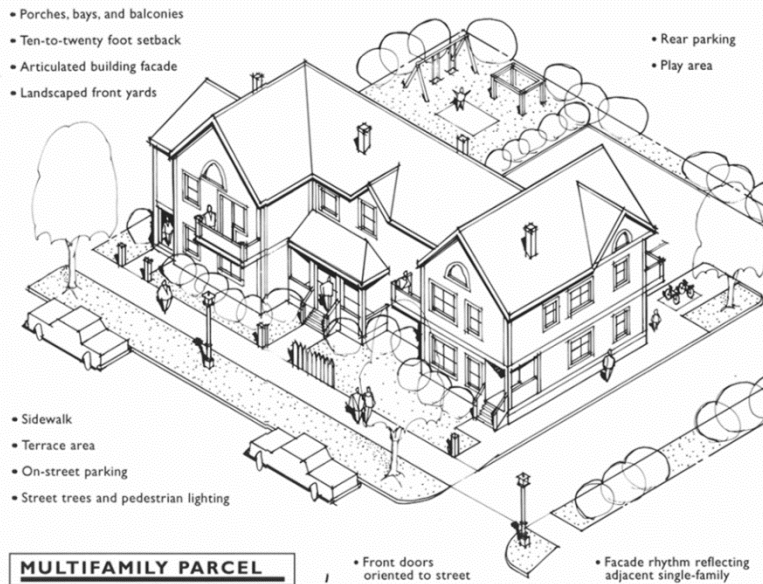 • Porches, bays, and balconies
• Ten-to-twenty foot setback
• Articulated building facade
• Landscaped front yards
• Rear parking
• Play area
• Sidewalk
• Terrace area
• On-street parking
• Street trees and pedestrian lighting
MULTIFAMILY PARCEL
• Front doors
oriented to street
• Facade rhythm reflecting
adjacent single-family